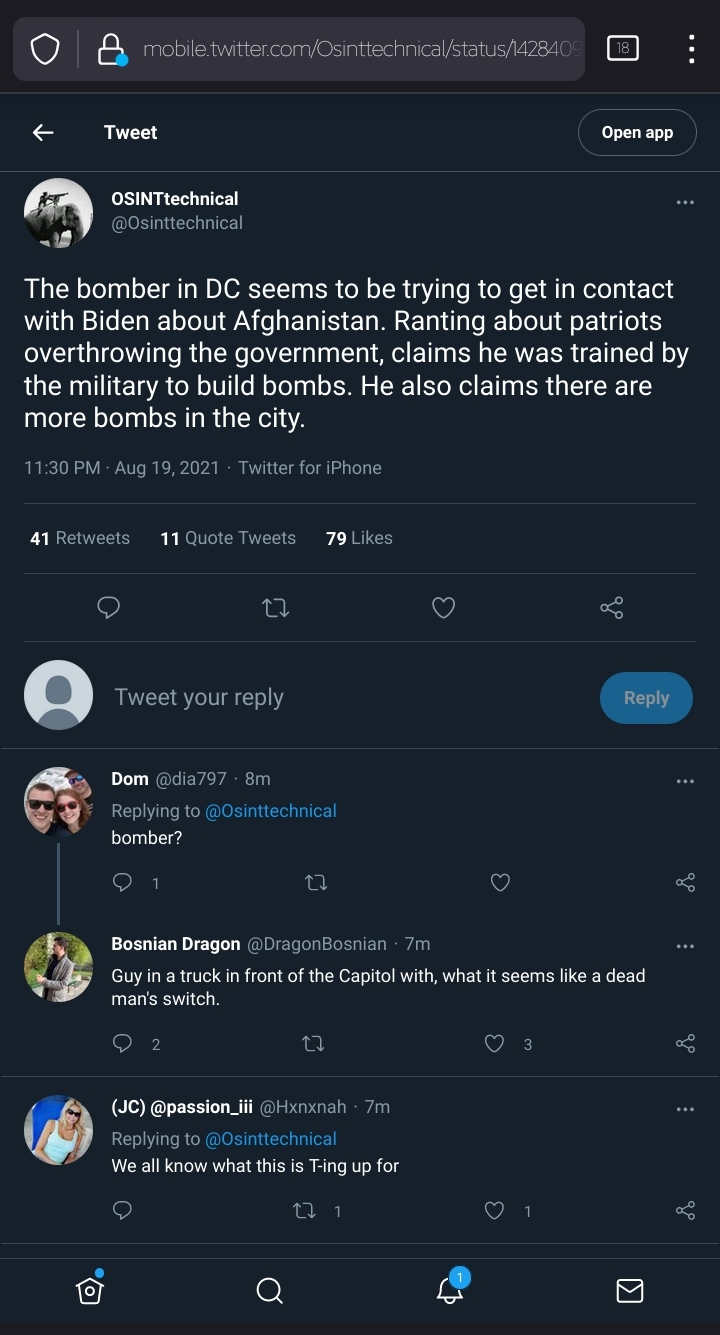 mobile.twitter.com/Osinttechnical/status/1428409
18
Tweet
Open app
OSINTtechnical
@Osinttechnical
The bomber in DC seems to be trying to get in contact
with Biden about Afghanistan. Ranting about patriots
overthrowing the government, claims he was trained by
the military to build bombs. He also claims there are
more bombs in the city.
11:30 PM · Aug 19, 2021 · Twitter for iPhone
41 Retweets 11 Quote Tweets 79 Likes
Tweet your reply
Reply
Dom @dia797 · 8m
Replying to @Osinttechnical
bomber?
1
Bosnian Dragon @DragonBosnian · 7m
Guy in a truck in front of the Capitol with, what it seems like a dead
man's switch.
2 3
(JC) @passion_iii @Hxnxnah · 7m
Replying to @Osinttechnical
We all know what this is T-ing up for
1 1
1